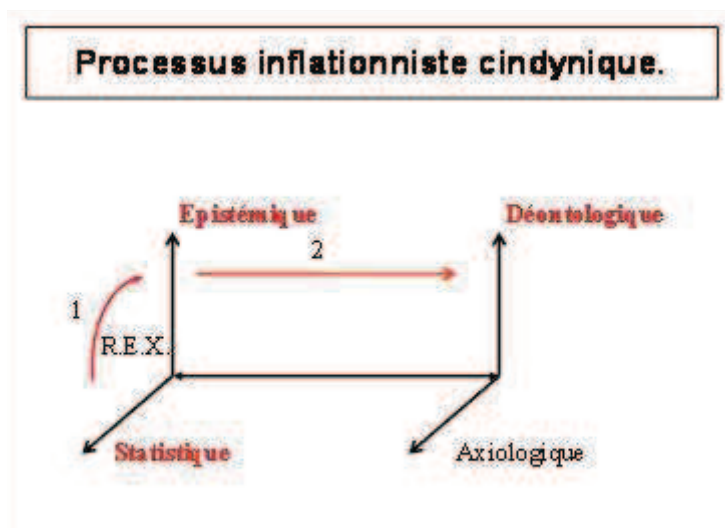 Processus inflationniste cindynique.
Epistémique
Déontologique
2
1
R.E.X.
Statistique
Axiologique